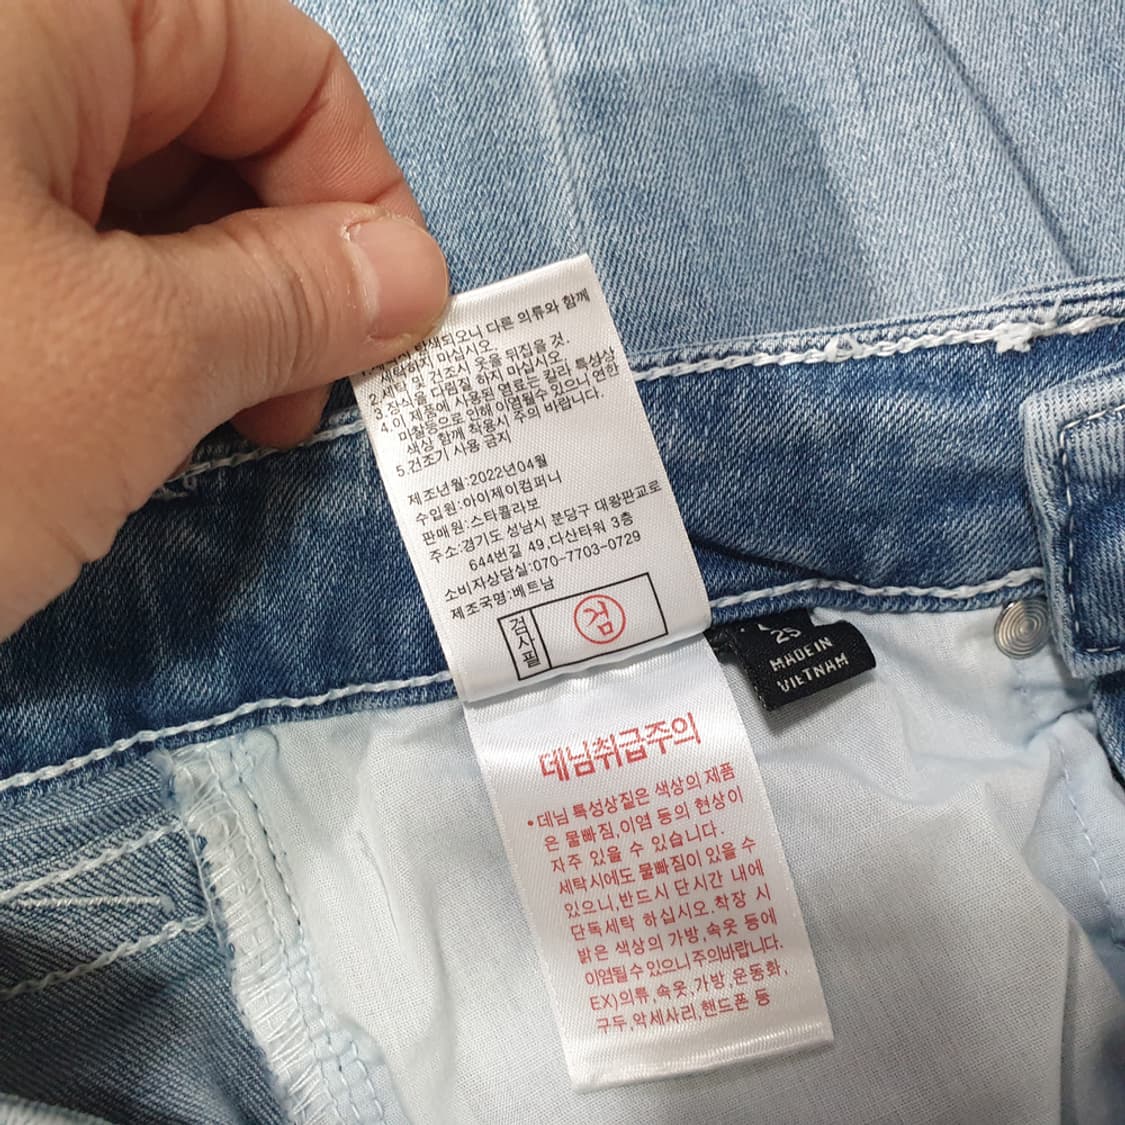 되오니 다른 의류와 함께
세탁하지 마십시오.
2.세탁 및 건조시 옷을 뒤집을 것.
3.장식을 다림질 하지 마십시오.
4.이 제품에 사용된 염료는 칼라 특성상
마찰등으로 인해 이염될수 있으니 연한
색상 함께 착용시 주의 바랍니다.
5.건조기 사용 금지
제조년월:2022년04월
수입원:아이제이컴퍼니
판매원:스타콜라보
주소:경기도 성남시 분당구 대왕판교로
644번길 49,다산타워 3층
소비자상담실:070-7703-0729
제조국명:베트남
검사필
검
25
MADE IN
VIETNAM
데님취급주의
•데님 특성상짙은 색상의 제품
은 물빠짐,이염 등의 현상이
자주 있을 수 있습니다.
세탁시에도 물빠짐이 있을 수
있으니,반드시 단시간 내에
단독세탁 하십시오.착장 시
밝은 색상의 가방,속옷 등에
이염될수 있으니 주의바랍니다.
EX)의류,속옷,가방,운동화,
구두,악세사리,핸드폰 등